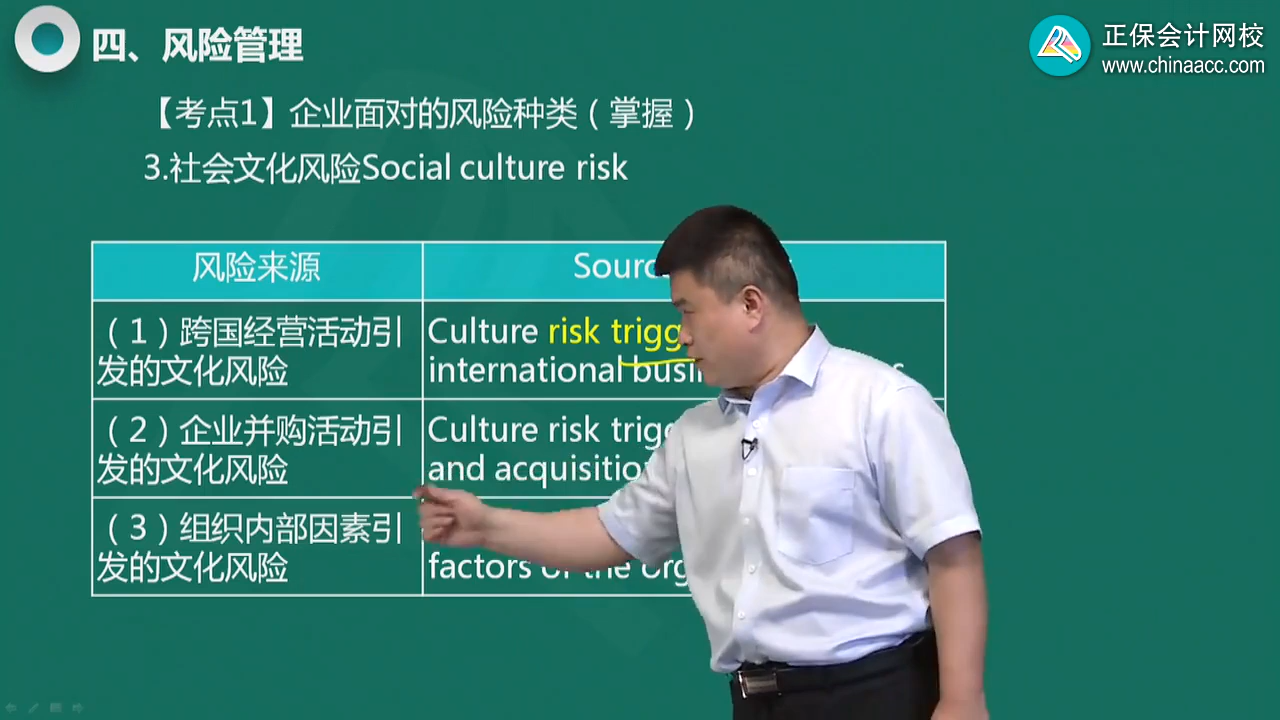 四、风险管理
正保会计网校
www.chinaacc.com
【考点1】企业面对的风险种类（掌握）
3.社会文化风险Social culture risk
风险来源
（1）跨国经营活动引
发的文化风险
Culture risk
international
（2）企业并购活动引
发的文化风险
Culture risk
and
（3）组织内部因素引
发的文化风险
factors of the